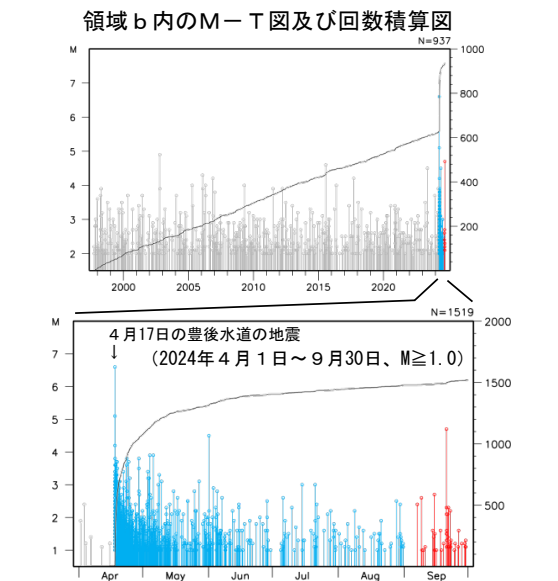 領域ｂ内のＭ－Ｔ図及び回数積算図
N=937
M
1000
7
800
6
600
5
4
400
3
200
2
2000 2005 2010 2015 2020
N=1519
M
2000
４月17日の豊後水道の地震
↓
（2024年４月１日～９月30日、M≧1.0）
7
6
1500
5
1000
4
3
500
2
1
Apr May Jun Jul Aug Sep